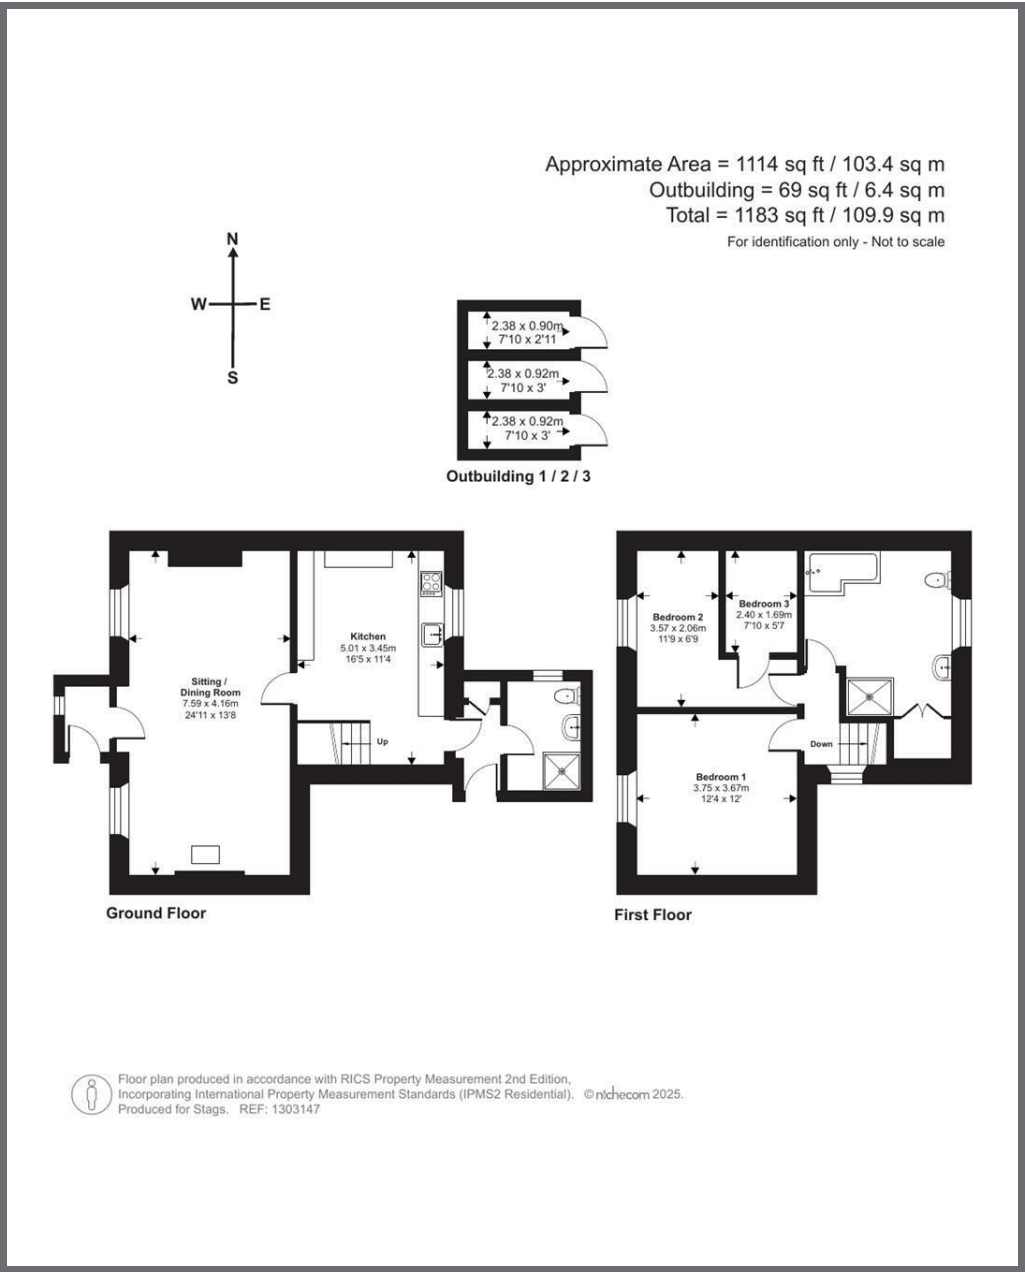 Approximate Area = 1114 sq ft / 103.4 sq m
Outbuilding = 69 sq ft / 6.4 sq m
Total = 1183 sq ft / 109.9 sq m
For identification only - Not to scale
N
W
E
S
2.38 x 0.90m
7'10 x 2'11
2.38 x 0.92m
7'10 x 3'
2.38 x 0.92m
7'10 x 3'
Outbuilding 1 / 2 / 3
Sitting /
Dining Room
7.59 x 4.16m
24'11 x 13'8
Kitchen
5.01 x 3.45m
16'5 x 11'4
Up
Ground Floor
Bedroom 2
3.57 x 2.06m
11'9 x 6'9
Bedroom 3
2.40 x 1.69m
7'10 x 5'7
Down
Bedroom 1
3.75 x 3.67m
12'4 x 12'
First Floor
Floor plan produced in accordance with RICS Property Measurement 2nd Edition,
Incorporating International Property Measurement Standards (IPMS2 Residential). © nichecom 2025.
Produced for Stags. REF: 1303147